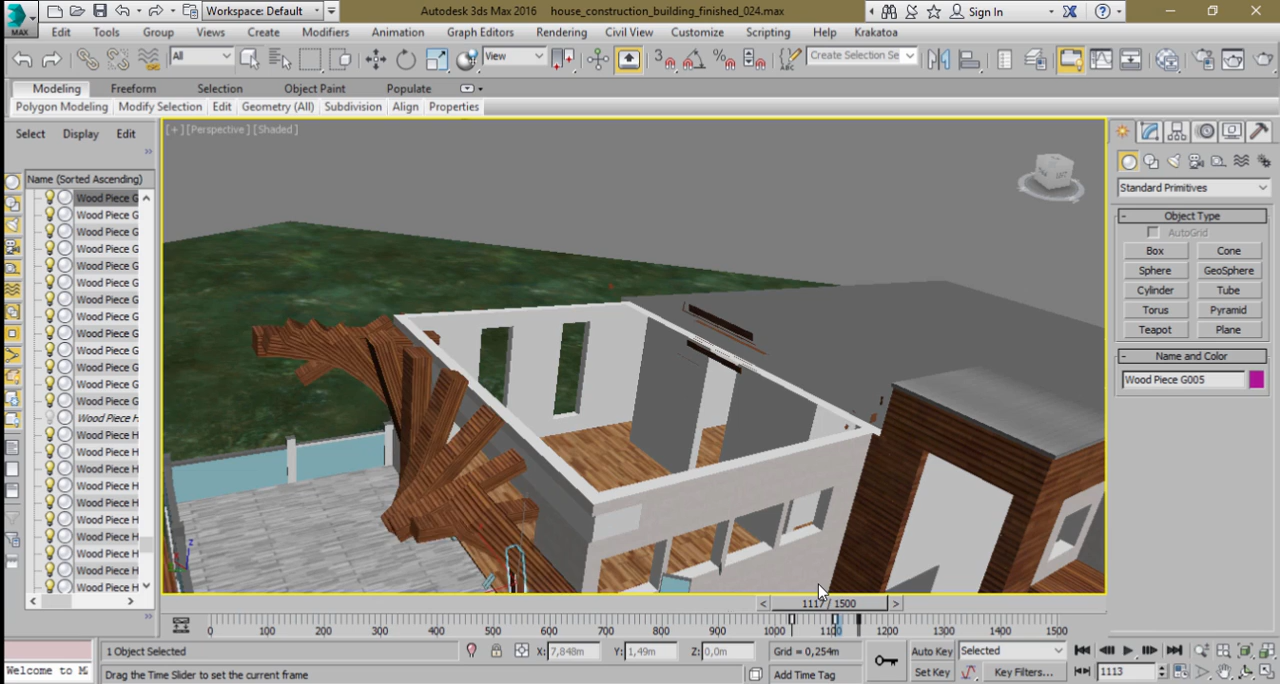 Workspace: Default
Autodesk 3ds Max 2016 house_construction_building_finished_024.max
Sign In
MAX
Edit Tools Group Views Create Modifiers Animation Graph Editors Rendering Civil View Customize Scripting Help Krakatoa
All
View
3
Create Selection Se
Modeling Freeform Selection Object Paint Populate
Polygon Modeling Modify Selection Edit Geometry (All) Subdivision Align Properties
Select Display Edit
[+] [Perspective] [Shaded]
Name (Sorted Ascending)
Wood Piece G
Wood Piece G
Wood Piece G
Wood Piece G
Wood Piece G
Wood Piece G
Wood Piece G
Wood Piece G
Wood Piece G
Wood Piece G
Wood Piece G
Wood Piece G
Wood Piece G
Wood Piece H
Wood Piece H
Wood Piece H
Wood Piece H
Wood Piece H
Wood Piece H
Wood Piece H
Wood Piece H
Wood Piece H
Wood Piece H
Wood Piece H
Standard Primitives
Object Type
AutoGrid
Box Cone
Sphere GeoSphere
Cylinder Tube
Torus Pyramid
Teapot Plane
Name and Color
Wood Piece G005
z
< 1117 / 1500 >
0 100 200 300 400 500 600 700 800 900 1000 1100 1200 1300 1400 1500
1 Object Selected X: 7,848m Y: 1,49m Z: 0,0m Grid = 0,254m Auto Key Selected
Welcome to M Drag the Time Slider to set the current frame Add Time Tag Set Key Key Filters... 1113